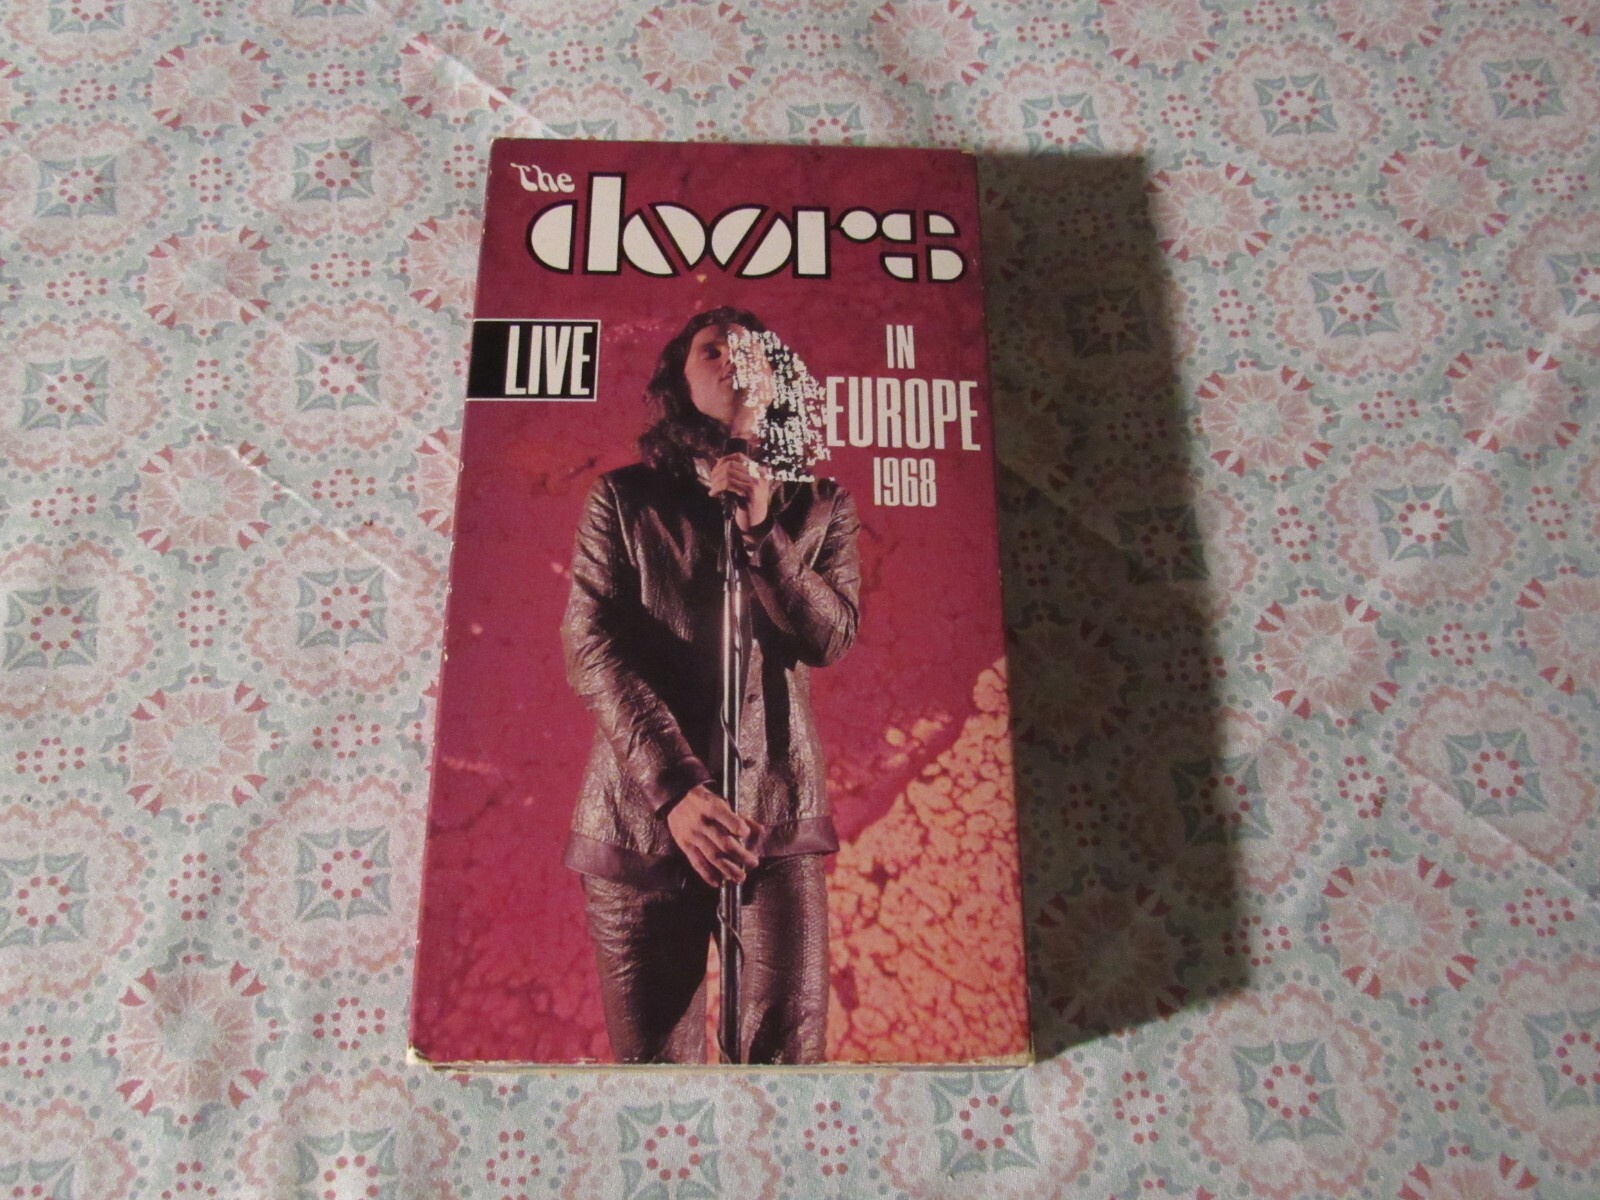 The
doors
LIVE
IN
EUROPE
1968